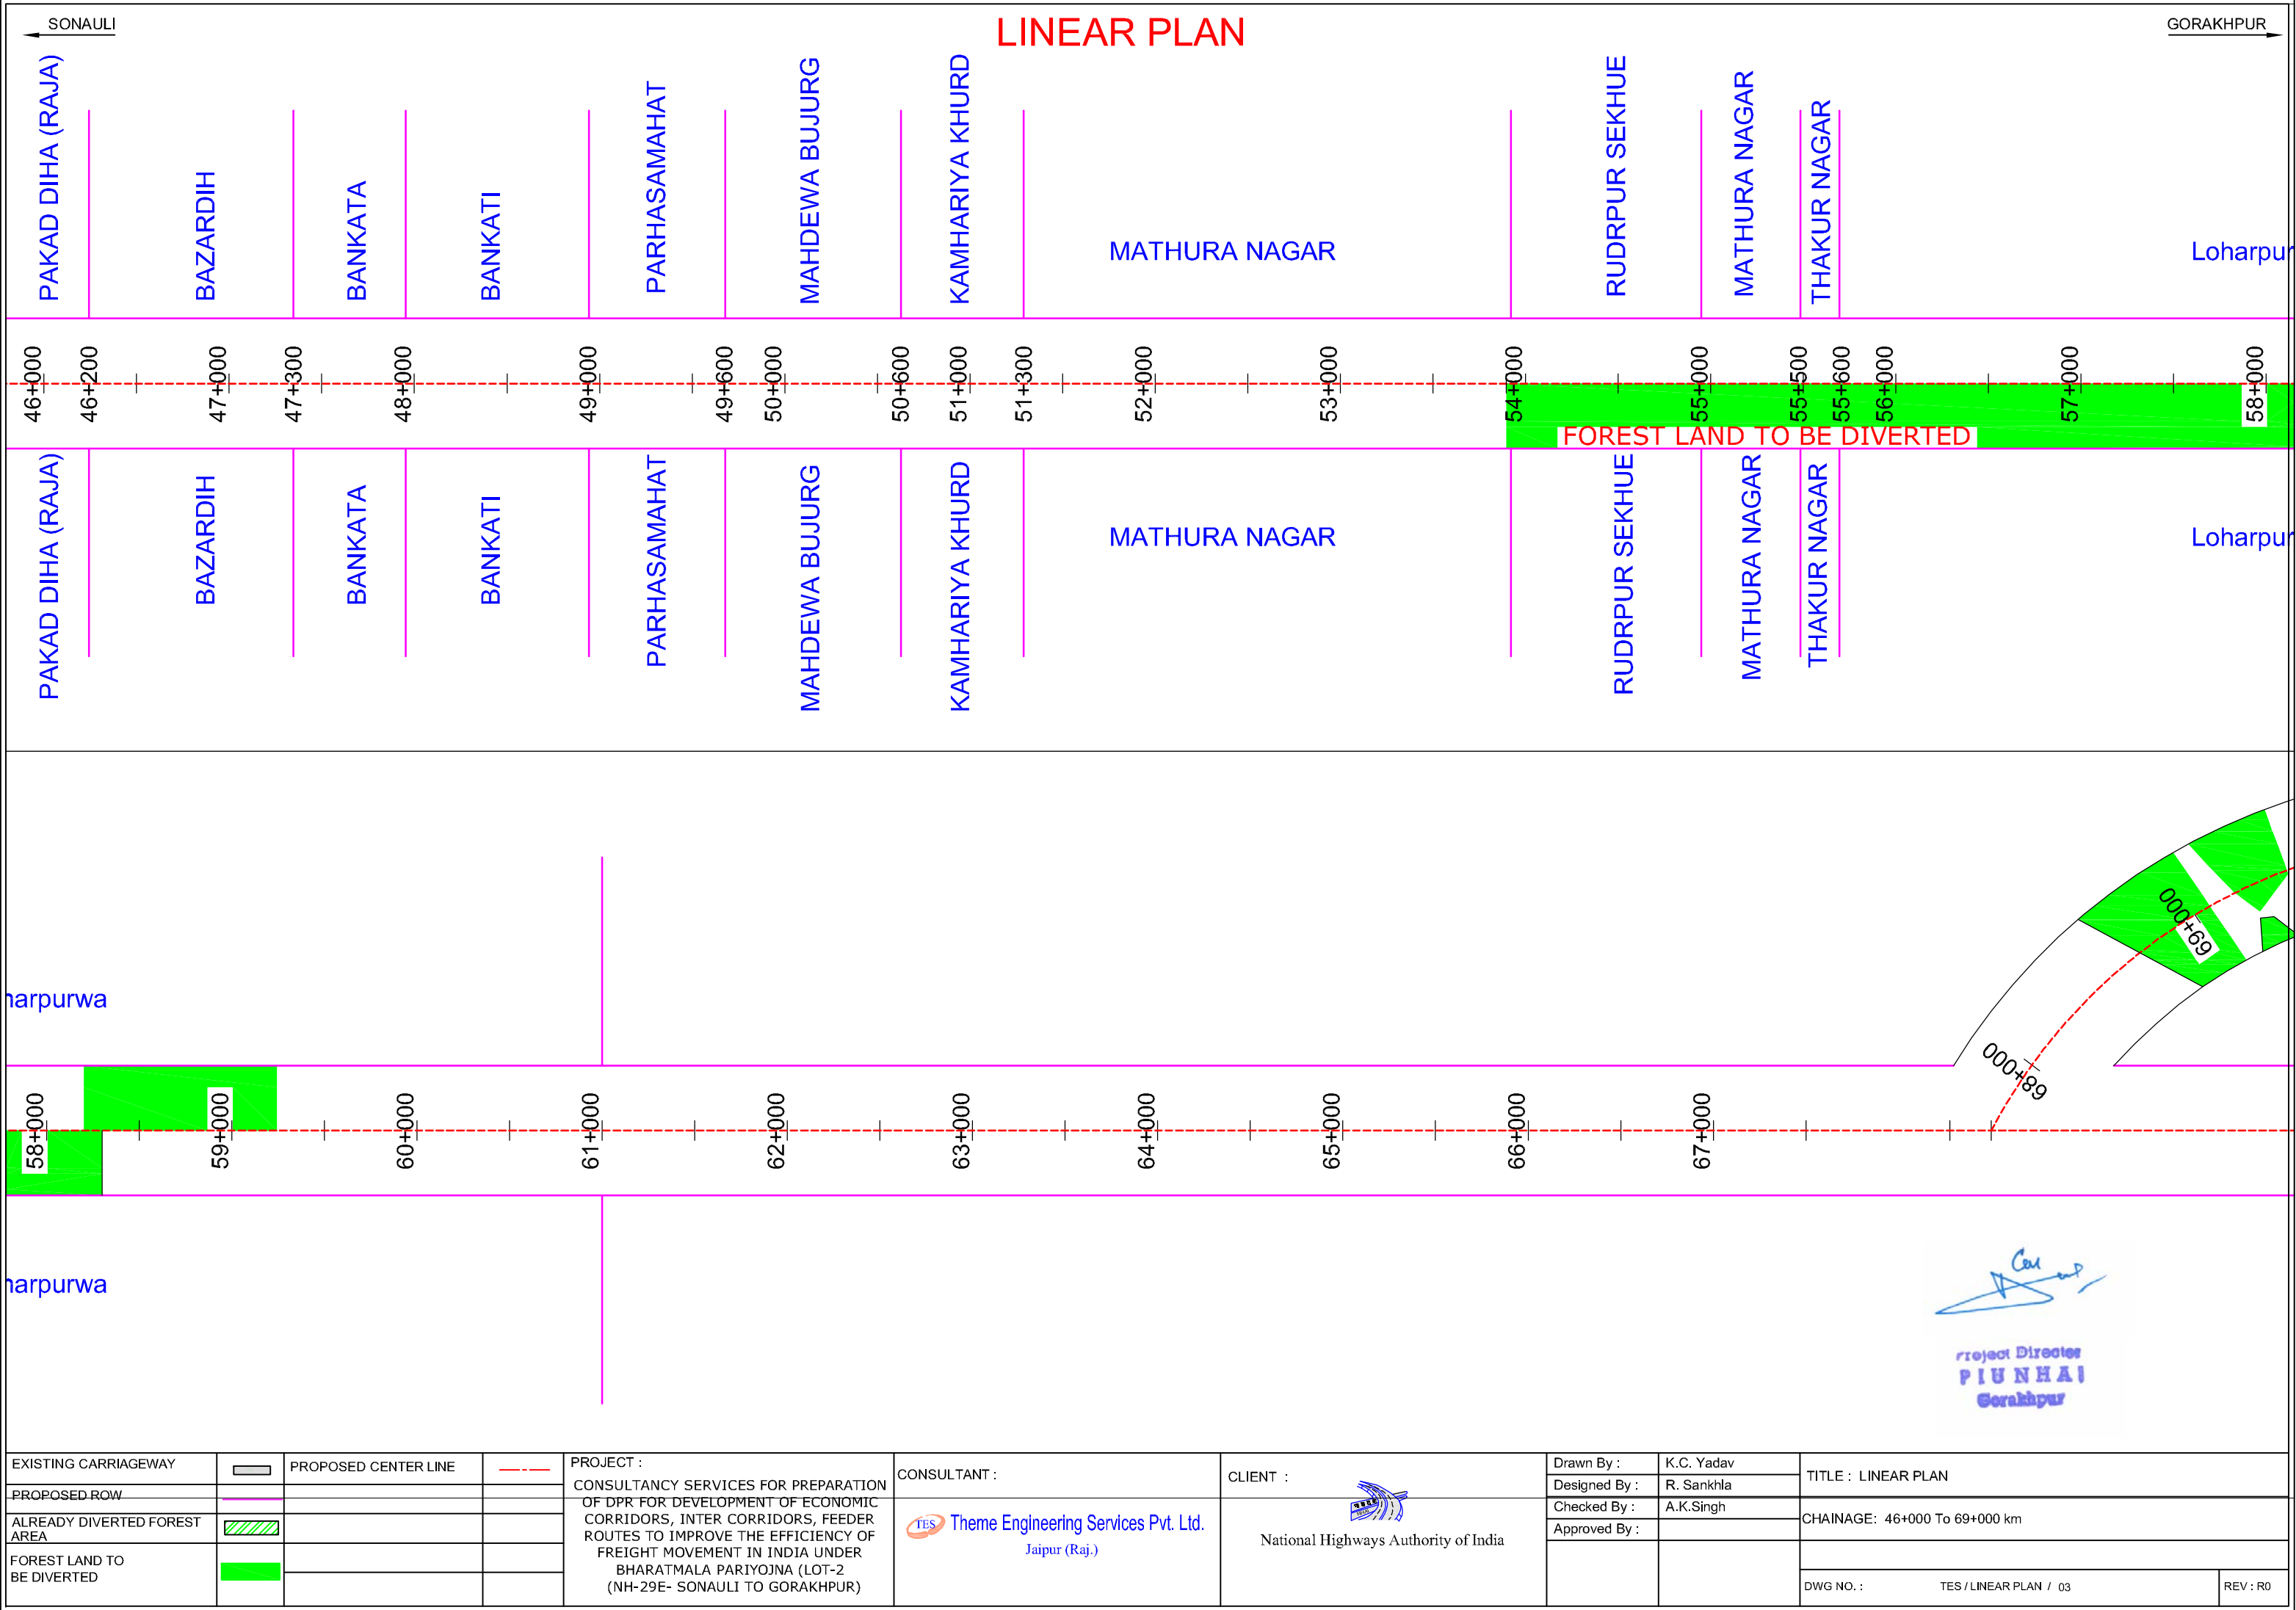 SONAULI
LINEAR PLAN
GORAKHPUR
PAKAD DIHA (RAJA)
BAZARDIH
BANKATA
BANKATI
PARHASAMAHAT
MAHDEWA BUJURG
KAMHARIYA KHURD
MATHURA NAGAR
RUDRPUR SEKHUE
MATHURA NAGAR
THAKUR NAGAR
Loharpur
46+000
46+200
47+000
47+300
48+000
49+000
49+600
50+000
50+600
51+000
51+300
52+000
53+000
54+000
55+000
55+500
55+600
56+000
57+000
58+000
FOREST LAND TO BE DIVERTED
PAKAD DIHA (RAJA)
BAZARDIH
BANKATA
BANKATI
PARHASAMAHAT
MAHDEWA BUJURG
KAMHARIYA KHURD
MATHURA NAGAR
RUDRPUR SEKHUE
MATHURA NAGAR
THAKUR NAGAR
Loharpur
69+000
harpurwa
68+000
58+000
59+000
60+000
61+000
62+000
63+000
64+000
65+000
66+000
67+000
harpurwa
Project Director
PIU NHAI
Gorakhpur
EXISTING CARRIAGEWAY
PROPOSED CENTER LINE
PROPOSED ROW
ALREADY DIVERTED FOREST
AREA
FOREST LAND TO
BE DIVERTED
PROJECT :
CONSULTANCY SERVICES FOR PREPARATION
OF DPR FOR DEVELOPMENT OF ECONOMIC
CORRIDORS, INTER CORRIDORS, FEEDER
ROUTES TO IMPROVE THE EFFICIENCY OF
FREIGHT MOVEMENT IN INDIA UNDER
BHARATMALA PARIYOJNA (LOT-2
(NH-29E- SONAULI TO GORAKHPUR)
CONSULTANT :
TES Theme Engineering Services Pvt. Ltd.
Jaipur (Raj.)
CLIENT :
National Highways Authority of India
Drawn By : K.C. Yadav
Designed By : R. Sankhla
Checked By : A.K.Singh
Approved By :
TITLE : LINEAR PLAN
CHAINAGE: 46+000 To 69+000 km
DWG NO. : TES / LINEAR PLAN / 03
REV : R0